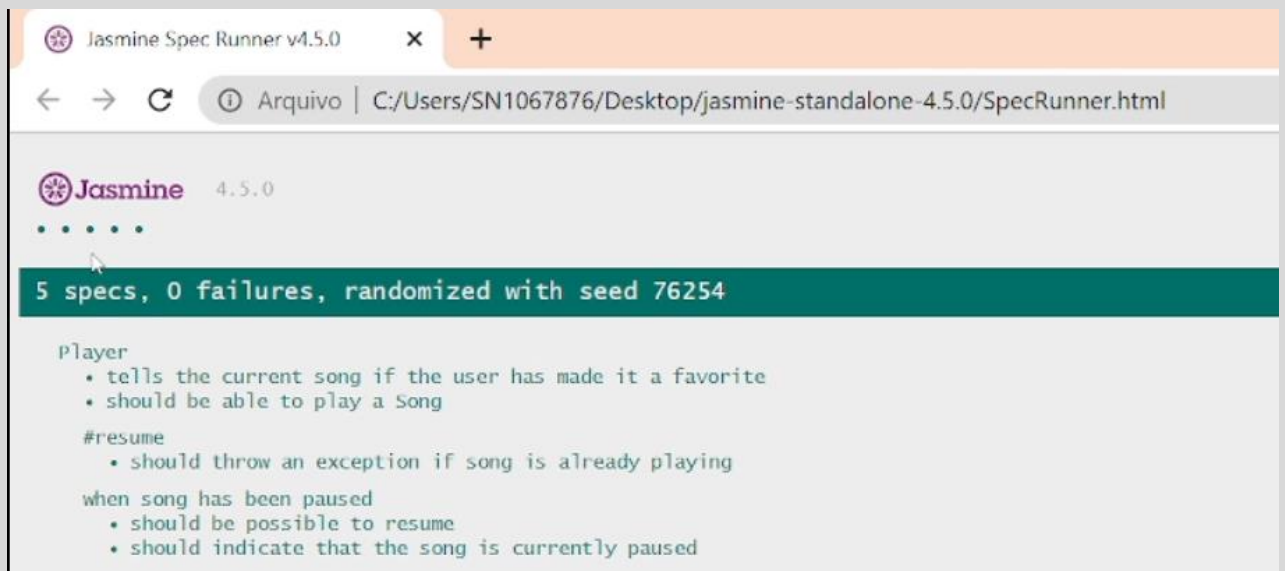 Jasmine Spec Runner v4.5.0
Arquivo | C:/Users/SN1067876/Desktop/jasmine-standalone-4.5.0/SpecRunner.html
Jasmine 4.5.0
• • • • •
5 specs, 0 failures, randomized with seed 76254
Player
• tells the current song if the user has made it a favorite
• should be able to play a Song
#resume
• should throw an exception if song is already playing
when song has been paused
• should be possible to resume
• should indicate that the song is currently paused